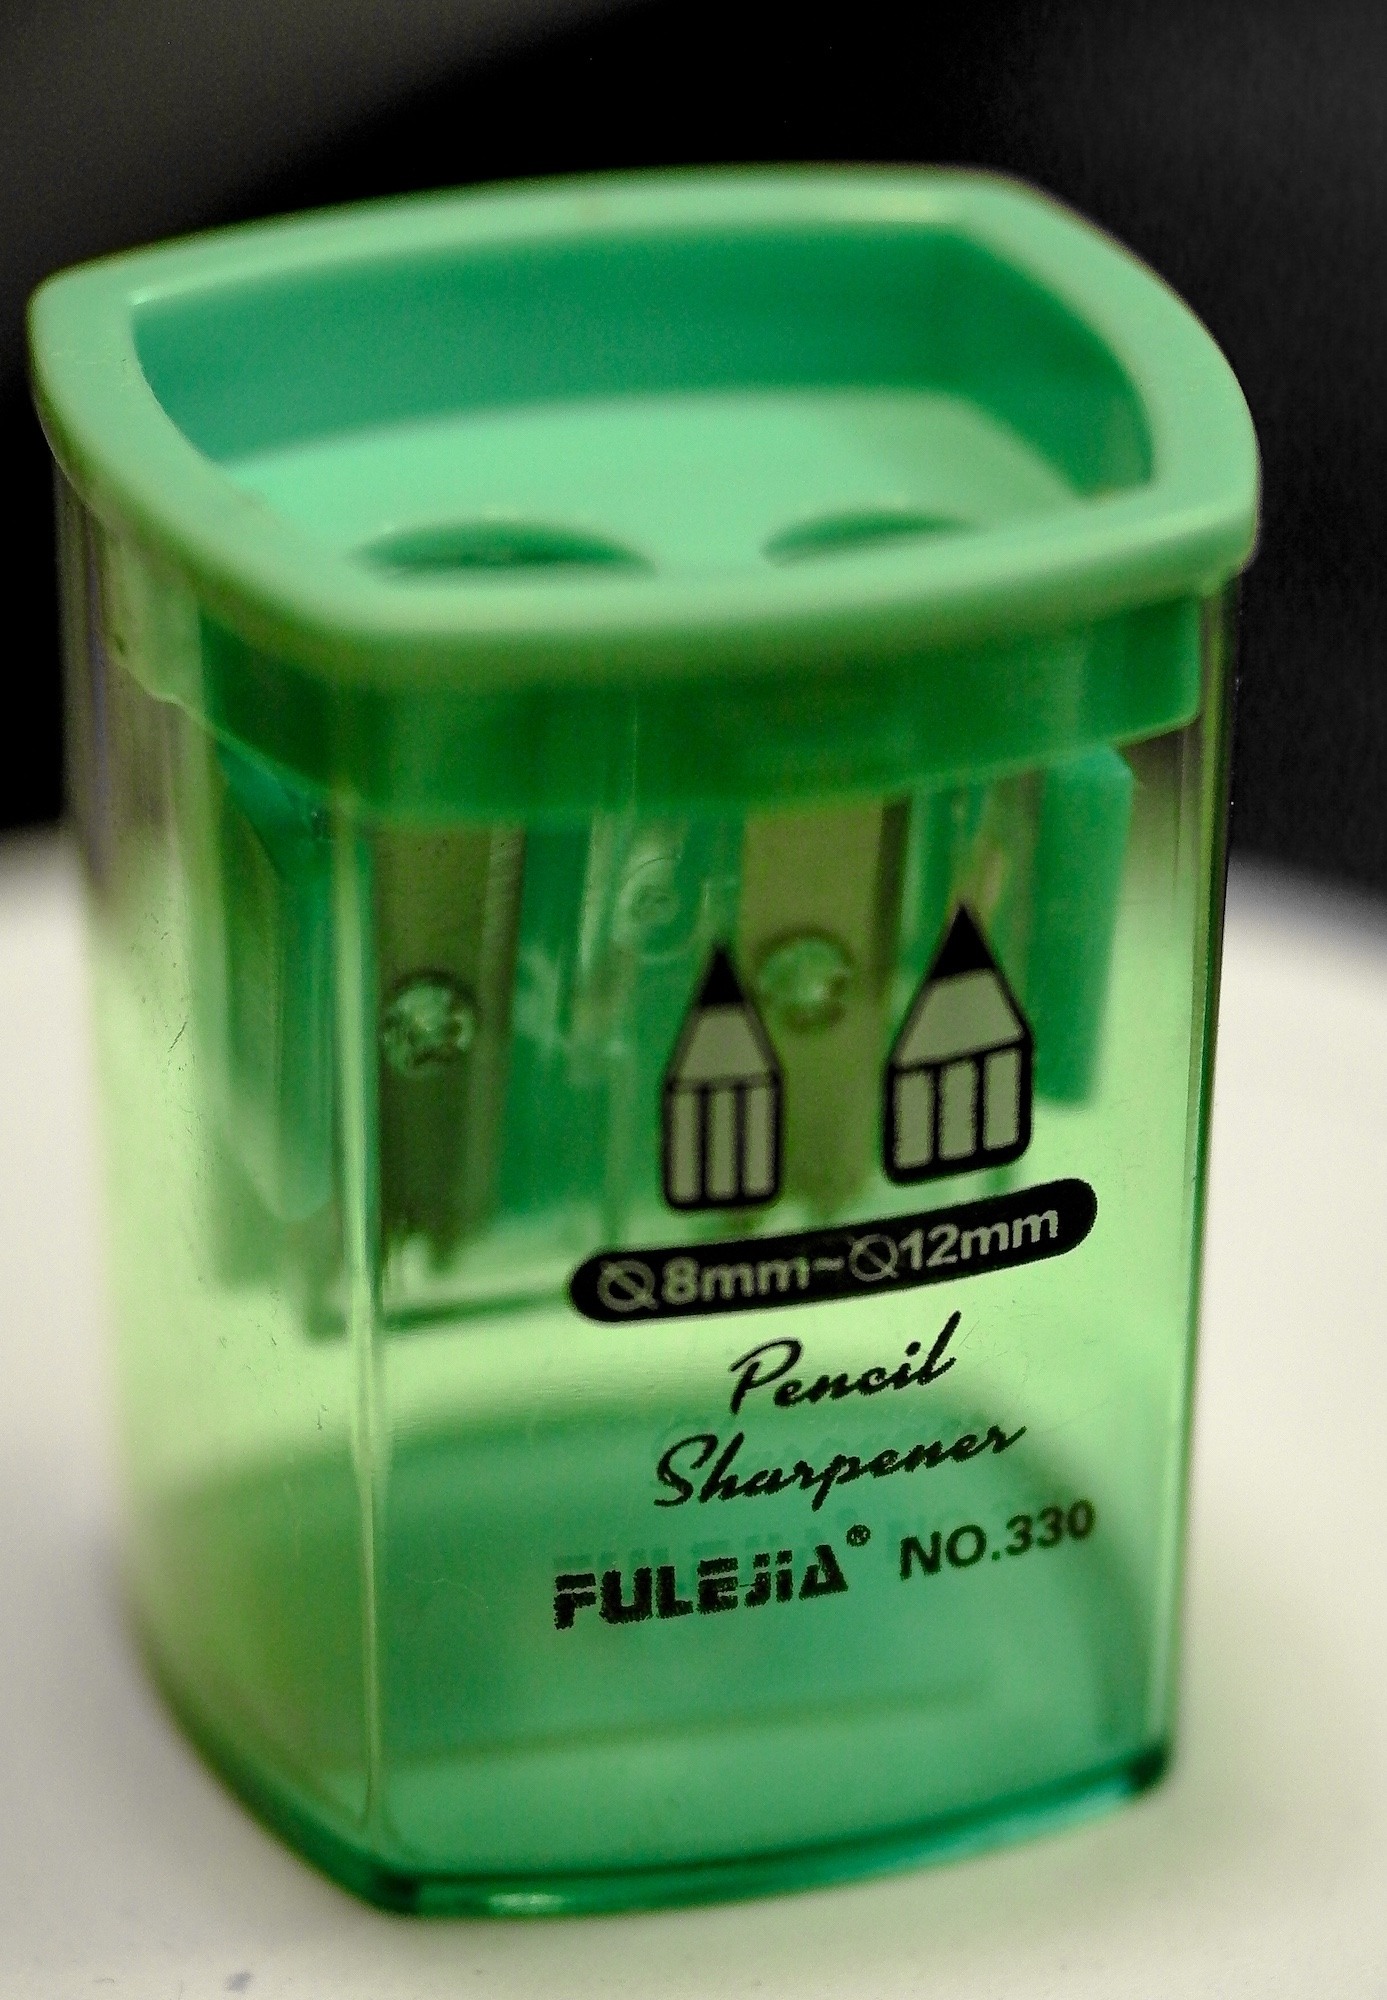 Ø8mm~Ø12mm
Pencil
Sharpener
FULEJIA® NO.330